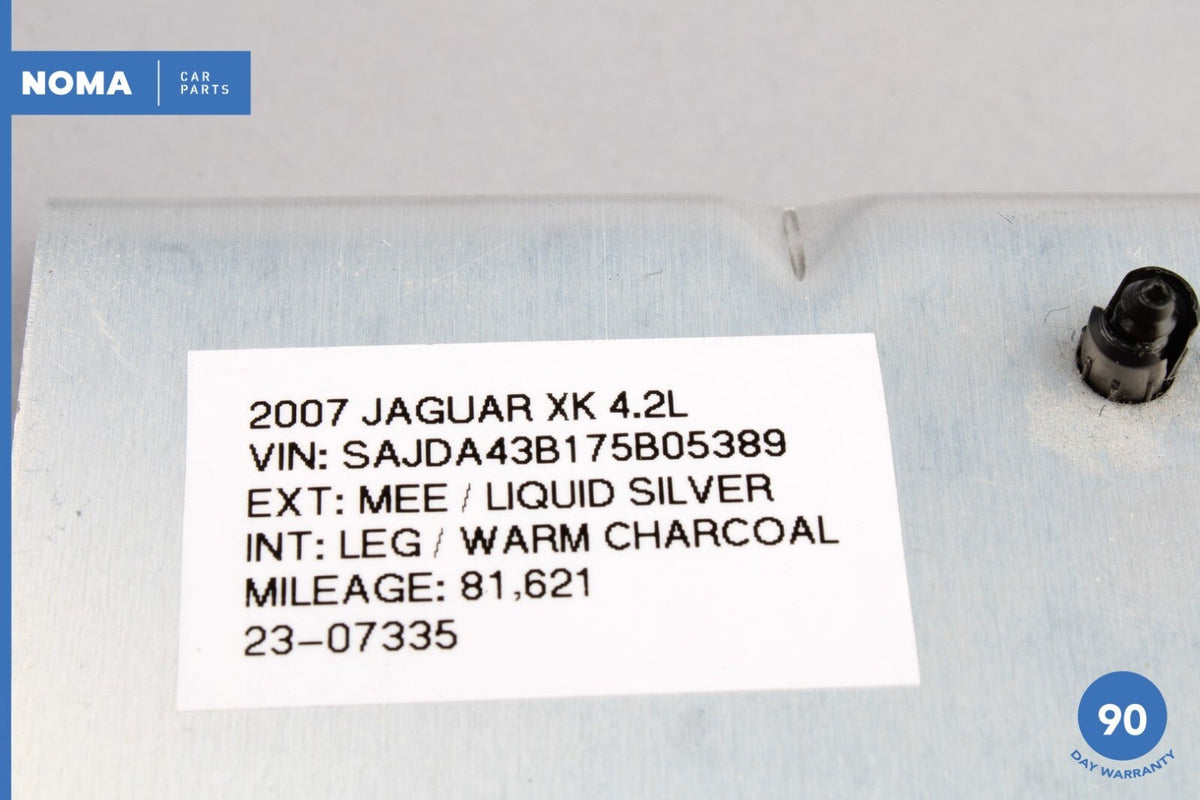 NOMA
CAR
PARTS
2007 JAGUAR XK 4.2L
VIN: SAJDA43B175B05389
EXT: MEE / LIQUID SILVER
INT: LEG / WARM CHARCOAL
MILEAGE: 81,621
23-07335
90
DAY WARRANTY